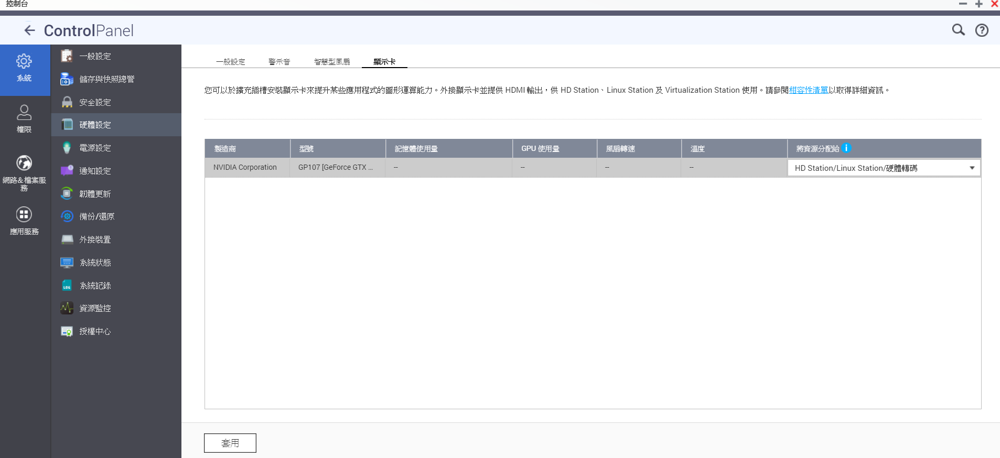 控制台
ControlPanel
系統
權限
網路&檔案服
務
應用服務
一般設定
儲存與快照總管
安全設定
硬體設定
電源設定
通知設定
韌體更新
備份/還原
外接裝置
系統狀態
LOG
系統記錄
資源監控
授權中心
一般設定 警示音 智慧型風扇 顯示卡
您可以於擴充插槽安裝顯示卡來提升某些應用程式的圖形運算能力。外接顯示卡並提供 HDMI 輸出，供 HD Station、Linux Station 及 Virtualization Station 使用。請參閱相容性清單以取得詳細資訊。
製造商 型號 記憶體使用量 GPU 使用量 風扇轉速 溫度 將資源分配給
NVIDIA Corporation GP107 [GeForce GTX ... -- -- -- -- HD Station/Linux Station/硬體轉碼
套用